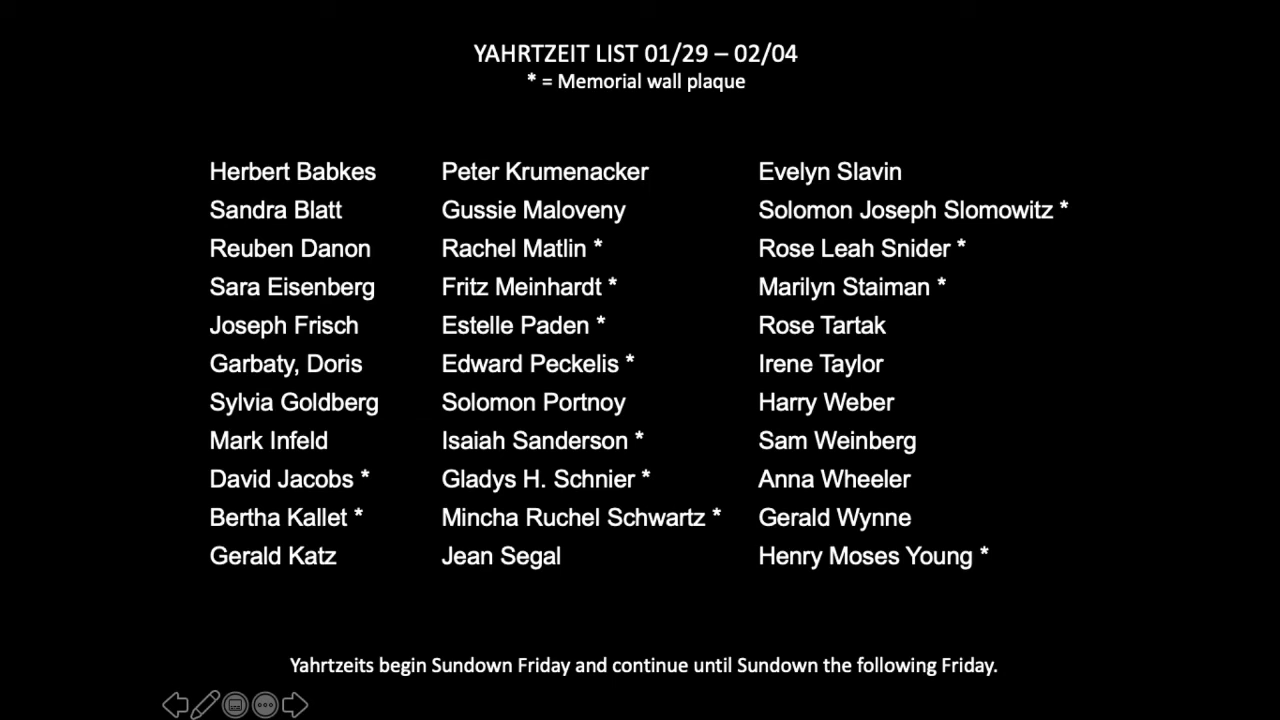 YAHRTZEIT LIST 01/29 – 02/04
* = Memorial wall plaque
Herbert Babkes
Sandra Blatt
Reuben Danon
Sara Eisenberg
Joseph Frisch
Garbaty, Doris
Sylvia Goldberg
Mark Infeld
David Jacobs *
Bertha Kallet *
Gerald Katz
Peter Krumenacker
Gussie Maloveny
Rachel Matlin *
Fritz Meinhardt *
Estelle Paden *
Edward Peckelis *
Solomon Portnoy
Isaiah Sanderson *
Gladys H. Schnier *
Mincha Ruchel Schwartz *
Jean Segal
Evelyn Slavin
Solomon Joseph Slomowitz *
Rose Leah Snider *
Marilyn Staiman *
Rose Tartak
Irene Taylor
Harry Weber
Sam Weinberg
Anna Wheeler
Gerald Wynne
Henry Moses Young *
Yahrtzeits begin Sundown Friday and continue until Sundown the following Friday.